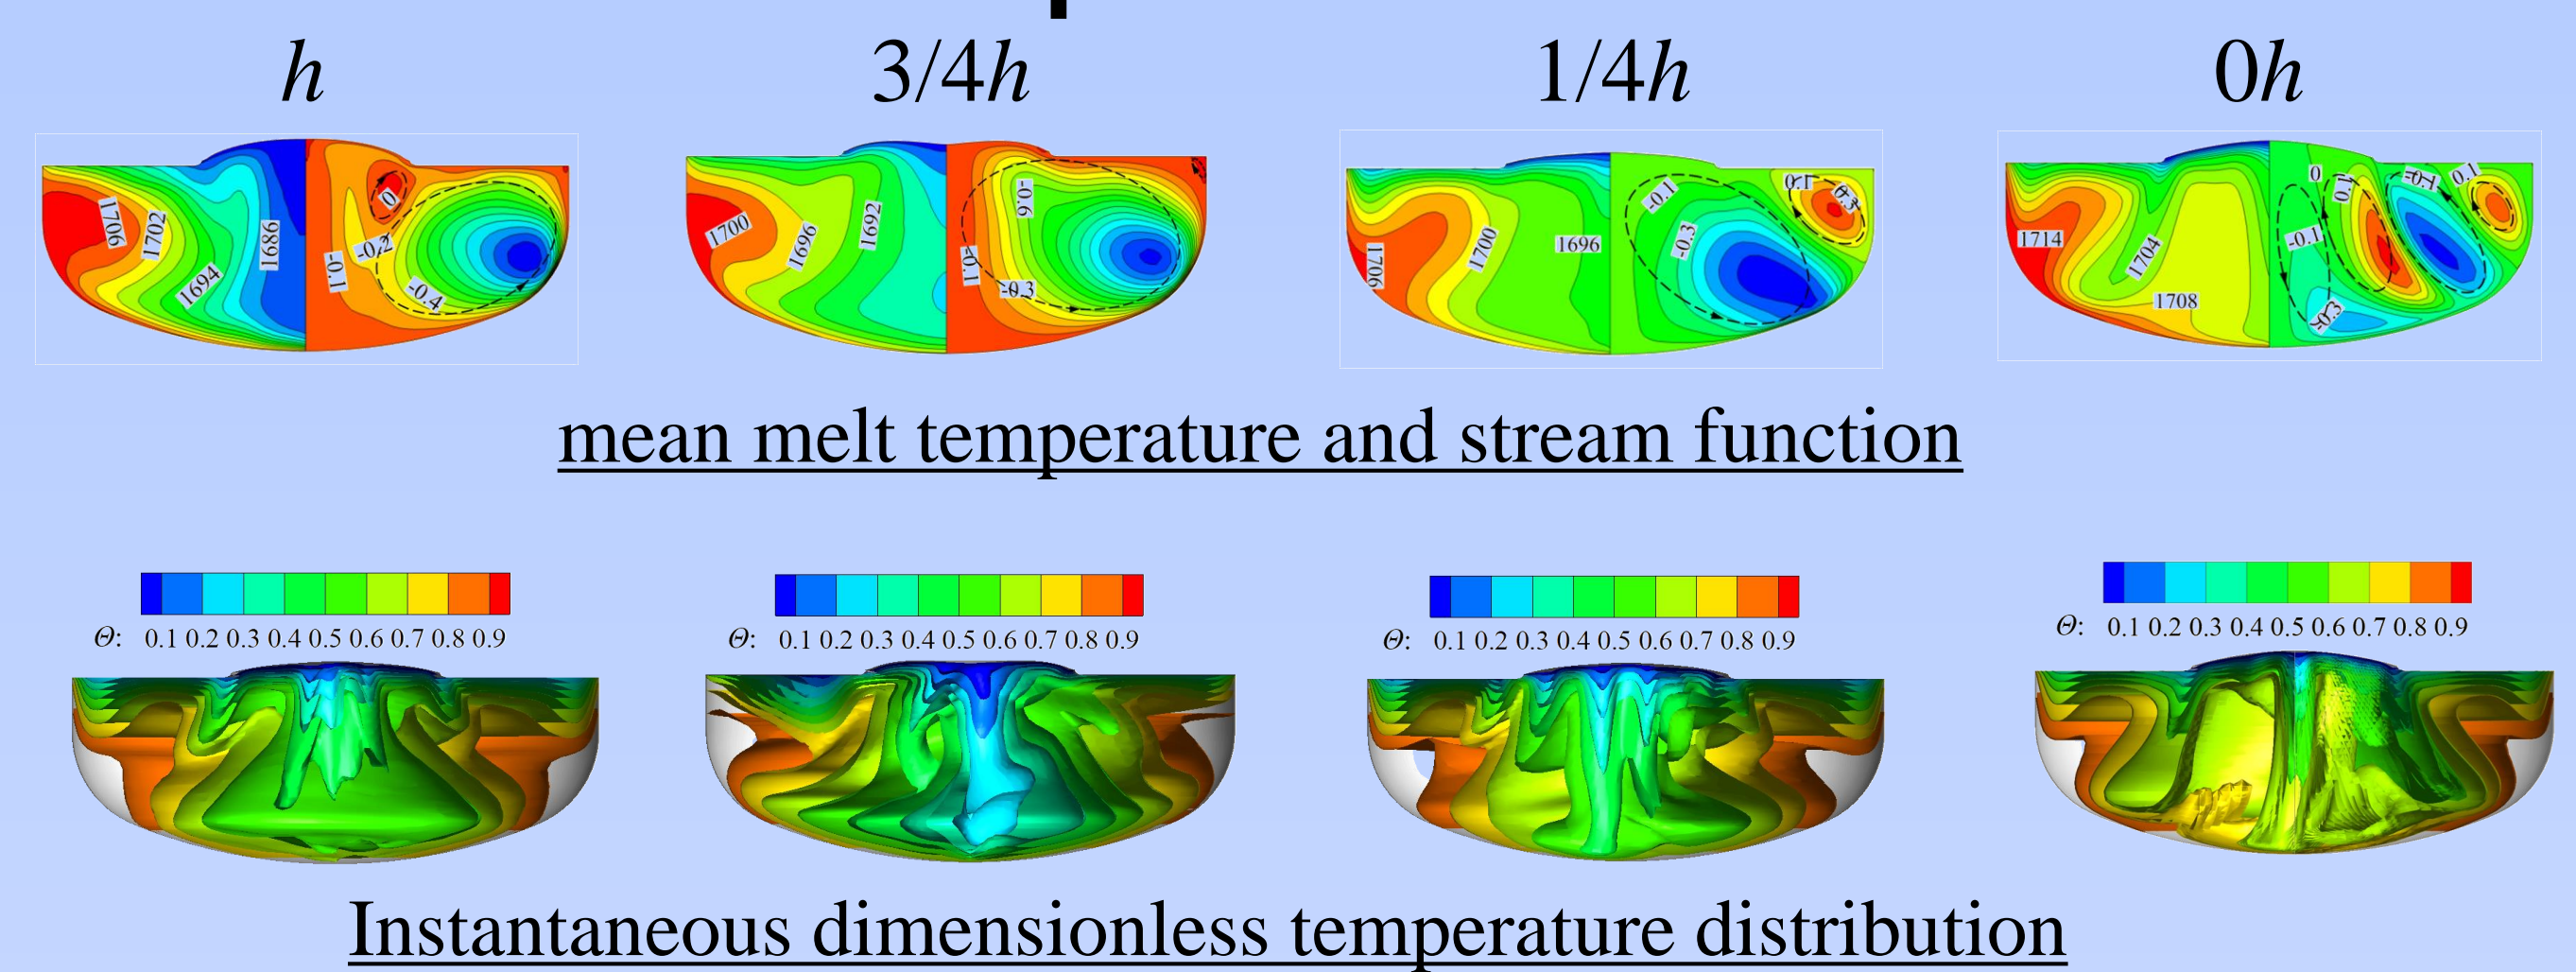 h 3/4h 1/4h 0h
1706 1702 1694 1686 0 -0.2 -0.1 -0.4
1700 1696 1692 -0.6 -0.1 -0.3
1706 1700 1696 -0.1 -0.3 0.1 0.3
1714 1704 1708 0 0.1 -0.1 0.1 -0.1 -0.3
mean melt temperature and stream function
Θ: 0.1 0.2 0.3 0.4 0.5 0.6 0.7 0.8 0.9
Θ: 0.1 0.2 0.3 0.4 0.5 0.6 0.7 0.8 0.9
Θ: 0.1 0.2 0.3 0.4 0.5 0.6 0.7 0.8 0.9
Θ: 0.1 0.2 0.3 0.4 0.5 0.6 0.7 0.8 0.9
Instantaneous dimensionless temperature distribution